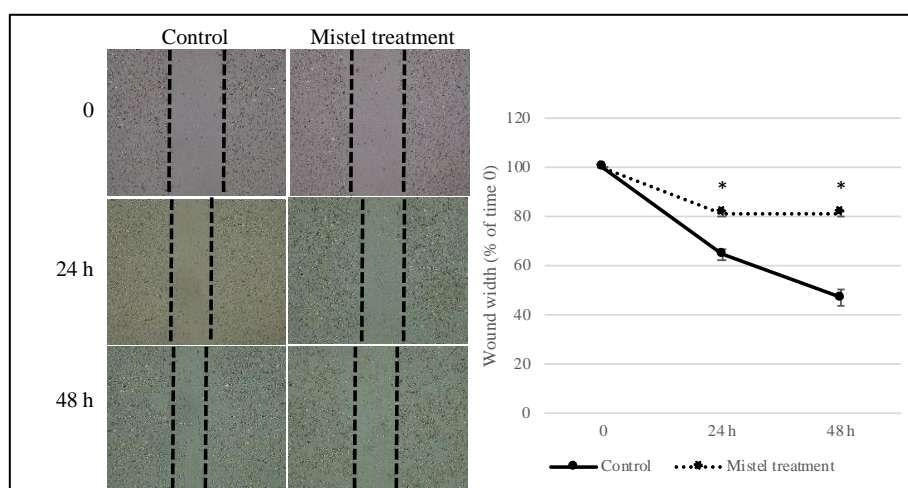 Control Mistel treatment
0
24 h
48 h
Wound width (% of time 0)
120
100
80
60
40
20
0
* *
0 24 h 48 h
Control Mistel treatment